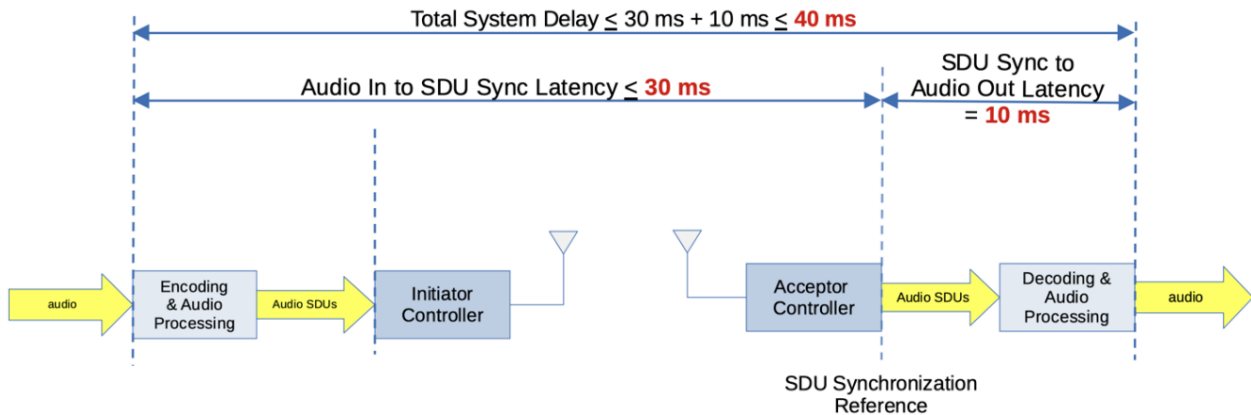 Total System Delay ≤ 30 ms + 10 ms ≤ 40 ms
Audio In to SDU Sync Latency ≤ 30 ms
SDU Sync to
Audio Out Latency
= 10 ms
audio
Encoding
& Audio
Processing
Audio SDUs
Initiator
Controller
Acceptor
Controller
Audio SDUs
Decoding &
Audio
Processing
audio
SDU Synchronization
Reference